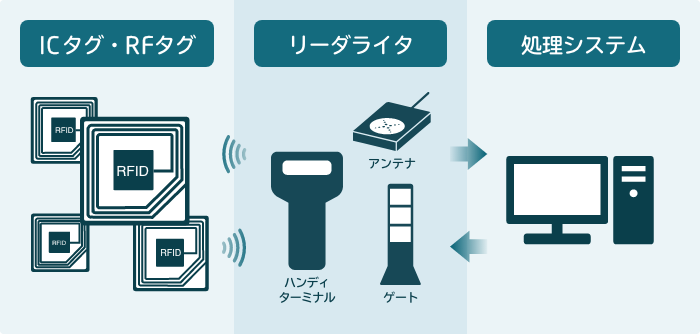 ICタグ・RFタグ
リーダライタ
処理システム
RFID
RFID
RFID
RFID
アンテナ
ハンディ
ターミナル
ゲート